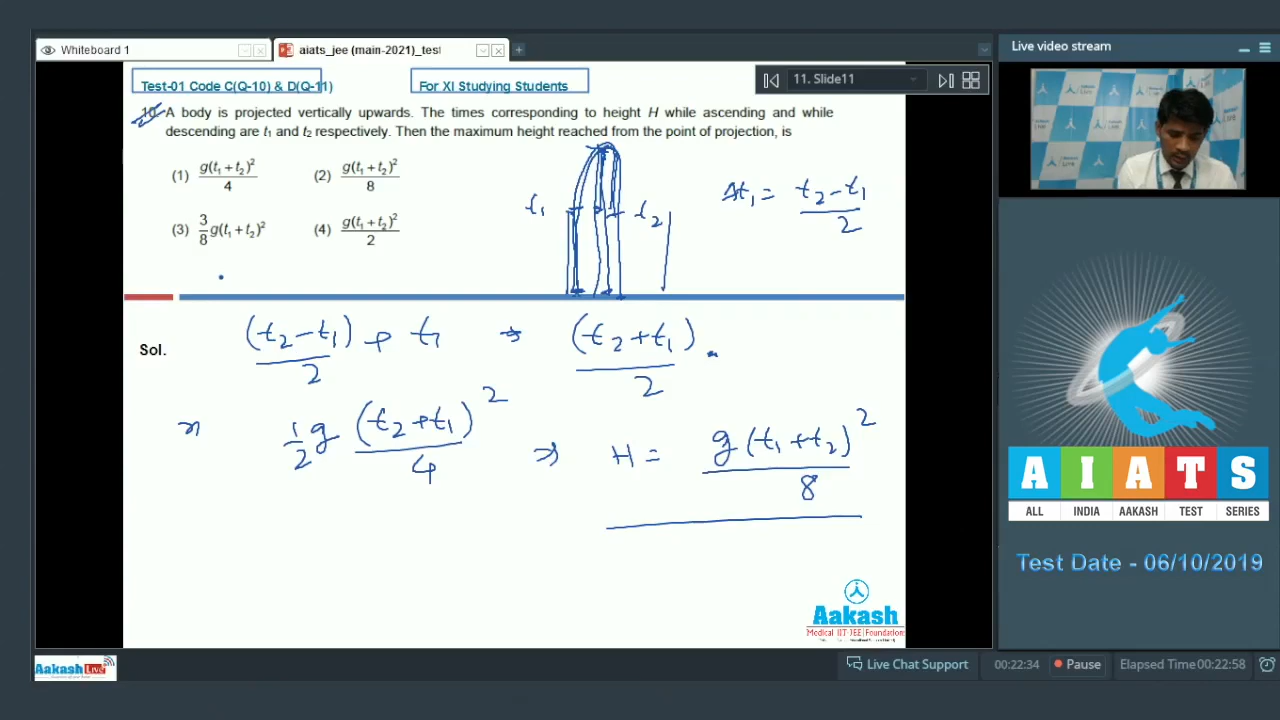 Whiteboard 1
aiats_jee (main-2021)_test
Live video stream
Test-01 Code C(Q-10) & D(Q-11)
For XI Studying Students
11. Slide11
10. A body is projected vertically upwards. The times corresponding to height H while ascending and while
descending are t₁ and t₂ respectively. Then the maximum height reached from the point of projection, is
(1) g(t₁ + t₂)²/4
(2) g(t₁ + t₂)²/8
(3) 3/8 g(t₁ + t₂)²
(4) g(t₁ + t₂)²/2
t₁
t₂
Δt₁ = (t₂ − t₁)/2
Sol.
(t₂ − t₁)/2 + t₁ ⇒ (t₂ + t₁)/2
½ g (t₂ + t₁)²/4 ⇒ H = g(t₁ + t₂)²/8
A I A T S
ALL INDIA AAKASH TEST SERIES
Test Date - 06/10/2019
Aakash
Medical|IIT-JEE|Foundations
Aakash Live
Live Chat Support
00:22:34
Pause
Elapsed Time 00:22:58